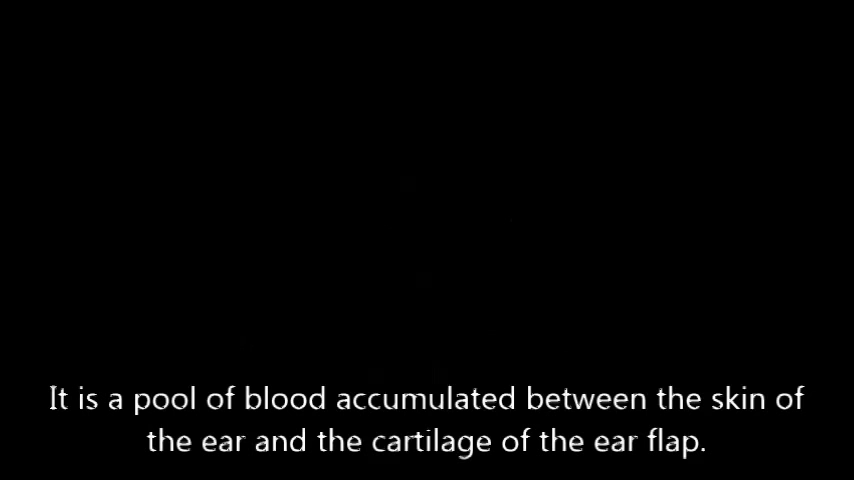 It is a pool of blood accumulated between the skin of
the ear and the cartilage of the ear flap.